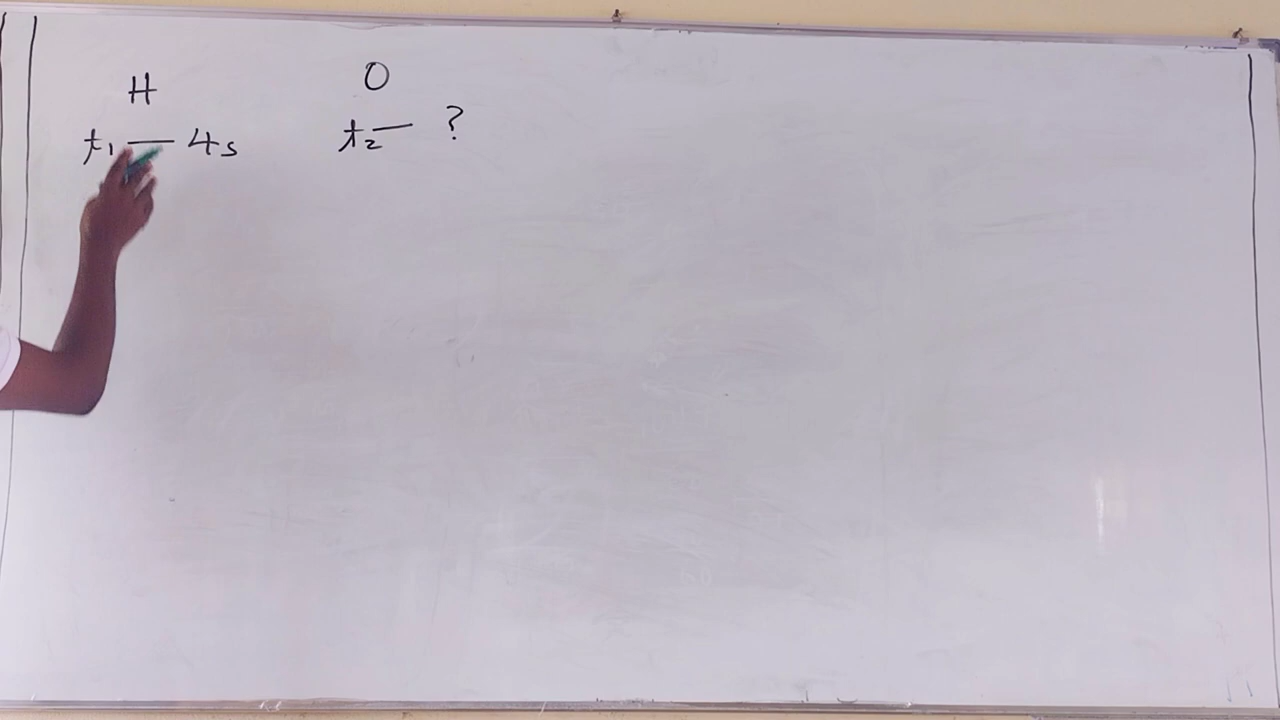 H O
t₁ — 4s t₂ — ?